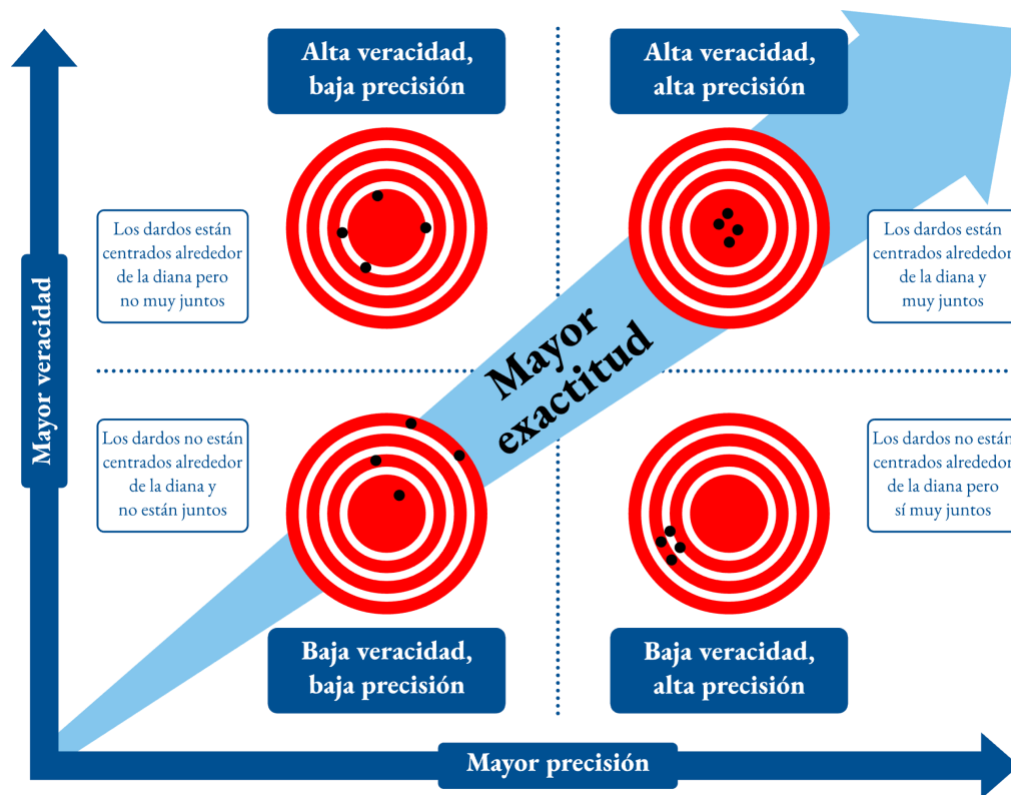 Alta veracidad,
baja precisión
Alta veracidad,
alta precisión
Los dardos están
centrados alrededor
de la diana pero
no muy juntos
Los dardos están
centrados alrededor
de la diana y
muy juntos
Mayor veracidad
Mayor
exactitud
Los dardos no están
centrados alrededor
de la diana y
no están juntos
Los dardos no están
centrados alrededor
de la diana pero
sí muy juntos
Baja veracidad,
baja precisión
Baja veracidad,
alta precisión
Mayor precisión